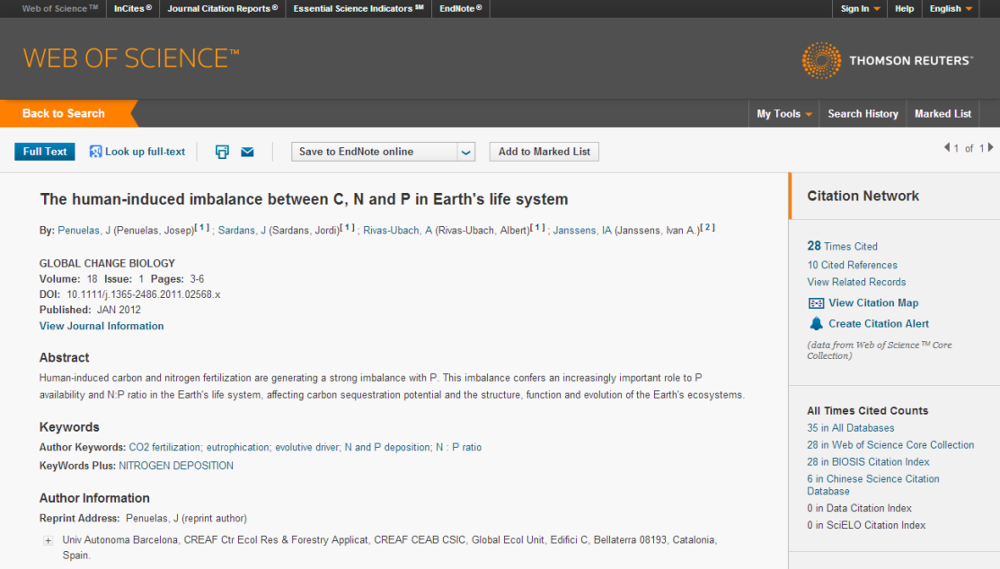 Web of Science™ InCites® Journal Citation Reports® Essential Science Indicators℠ EndNote® Sign In Help English
WEB OF SCIENCE™
THOMSON REUTERS™
Back to Search My Tools Search History Marked List
Full Text Look up full-text Save to EndNote online Add to Marked List 1 of 1
The human-induced imbalance between C, N and P in Earth's life system
By: Penuelas, J (Penuelas, Josep)[ 1 ] ; Sardans, J (Sardans, Jordi)[ 1 ] ; Rivas-Ubach, A (Rivas-Ubach, Albert)[ 1 ] ; Janssens, IA (Janssens, Ivan A.)[ 2 ]
GLOBAL CHANGE BIOLOGY
Volume: 18 Issue: 1 Pages: 3-6
DOI: 10.1111/j.1365-2486.2011.02568.x
Published: JAN 2012
View Journal Information
Abstract
Human-induced carbon and nitrogen fertilization are generating a strong imbalance with P. This imbalance confers an increasingly important role to P
availability and N:P ratio in the Earth's life system, affecting carbon sequestration potential and the structure, function and evolution of the Earth's ecosystems.
Keywords
Author Keywords: CO2 fertilization; eutrophication; evolutive driver; N and P deposition; N : P ratio
KeyWords Plus: NITROGEN DEPOSITION
Author Information
Reprint Address: Penuelas, J (reprint author)
Univ Autonoma Barcelona, CREAF Ctr Ecol Res & Forestry Applicat, CREAF CEAB CSIC, Global Ecol Unit, Edifici C, Bellaterra 08193, Catalonia,
Spain.
Citation Network
28 Times Cited
10 Cited References
View Related Records
View Citation Map
Create Citation Alert
(data from Web of Science™ Core
Collection)
All Times Cited Counts
35 in All Databases
28 in Web of Science Core Collection
28 in BIOSIS Citation Index
6 in Chinese Science Citation
Database
0 in Data Citation Index
0 in SciELO Citation Index